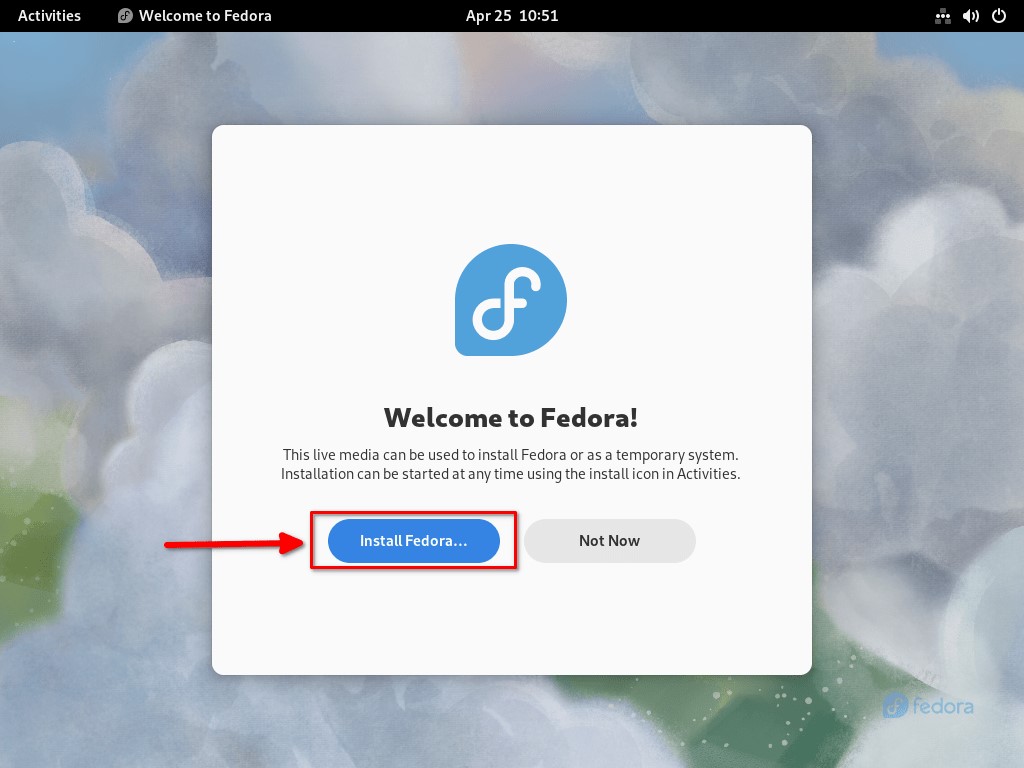 Activities Welcome to Fedora Apr 25 10:51
Welcome to Fedora!
This live media can be used to install Fedora or as a temporary system.
Installation can be started at any time using the install icon in Activities.
Install Fedora... Not Now
fedora